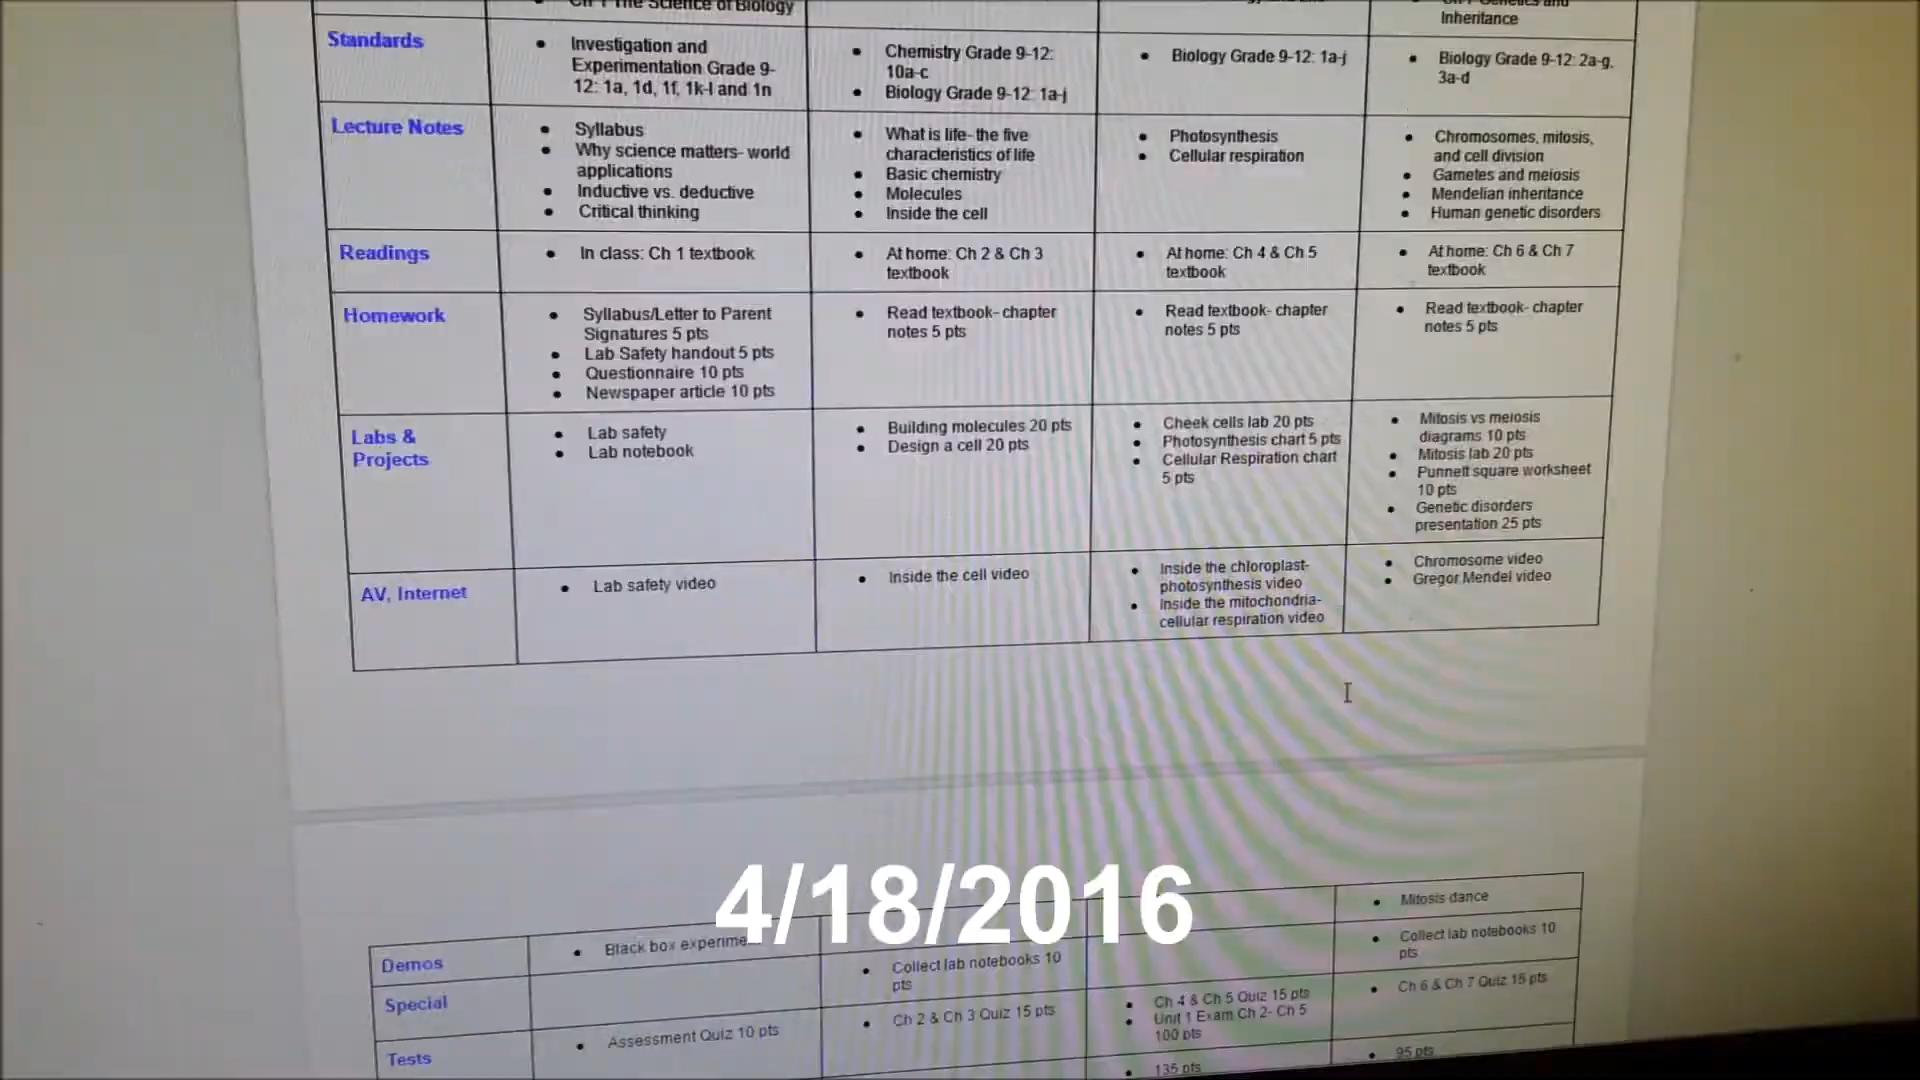 Ch 1 The Science of Biology
Inheritance
Standards
• Investigation and
Experimentation Grade 9-
12: 1a, 1d, 1f, 1k-l and 1n
• Chemistry Grade 9-12:
10a-c
• Biology Grade 9-12: 1a-j
• Biology Grade 9-12: 1a-j
• Biology Grade 9-12: 2a-g,
3a-d
Lecture Notes
• Syllabus
• Why science matters- world
applications
• Inductive vs. deductive
• Critical thinking
• What is life- the five
characteristics of life
• Basic chemistry
• Molecules
• Inside the cell
• Photosynthesis
• Cellular respiration
• Chromosomes, mitosis,
and cell division
• Gametes and meiosis
• Mendelian inheritance
• Human genetic disorders
Readings
• In class: Ch 1 textbook
• At home: Ch 2 & Ch 3
textbook
• At home: Ch 4 & Ch 5
textbook
• At home: Ch 6 & Ch 7
textbook
Homework
• Syllabus/Letter to Parent
Signatures 5 pts
• Lab Safety handout 5 pts
• Questionnaire 10 pts
• Newspaper article 10 pts
• Read textbook- chapter
notes 5 pts
• Read textbook- chapter
notes 5 pts
• Read textbook- chapter
notes 5 pts
Labs &
Projects
• Lab safety
• Lab notebook
• Building molecules 20 pts
• Design a cell 20 pts
• Cheek cells lab 20 pts
• Photosynthesis chart 5 pts
• Cellular Respiration chart
5 pts
• Mitosis vs meiosis
diagrams 10 pts
• Mitosis lab 20 pts
• Punnett square worksheet
10 pts
• Genetic disorders
presentation 25 pts
AV, Internet
• Lab safety video
• Inside the cell video
• Inside the chloroplast-
photosynthesis video
• Inside the mitochondria-
cellular respiration video
• Chromosome video
• Gregor Mendel video
4/18/2016
Demos
• Black box
• Mitosis dance
Special
• Collect lab notebooks 10
pts
• Collect lab notebooks 10
pts
Tests
• Assessment Quiz 10 pts
• Ch 2 & Ch 3 Quiz 15 pts
• Ch 4 & Ch 5 Quiz 15 pts
• Unit 1 Exam Ch 2- Ch 5
100 pts
• Ch 6 & Ch 7 Quiz 15 pts
• 135 pts
• 95 pts